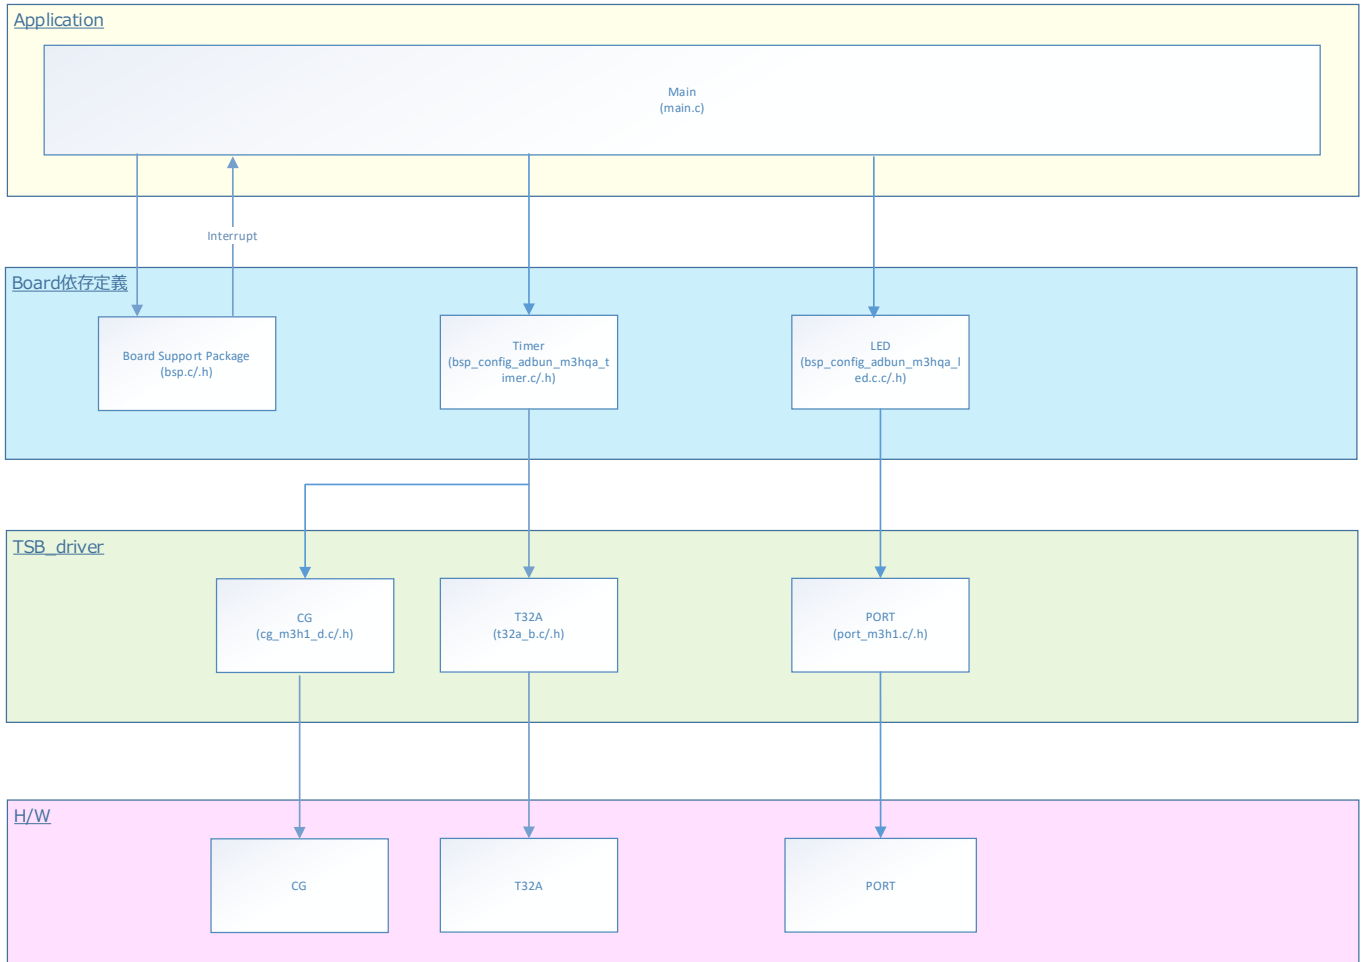 Application
Main
(main.c)
Interrupt
Board依存定義
Board Support Package
(bsp.c/.h)
Timer
(bsp_config_adbun_m3hqa_t
imer.c/.h)
LED
(bsp_config_adbun_m3hqa_l
ed.c.c/.h)
TSB_driver
CG
(cg_m3h1_d.c/.h)
T32A
(t32a_b.c/.h)
PORT
(port_m3h1.c/.h)
H/W
CG
T32A
PORT